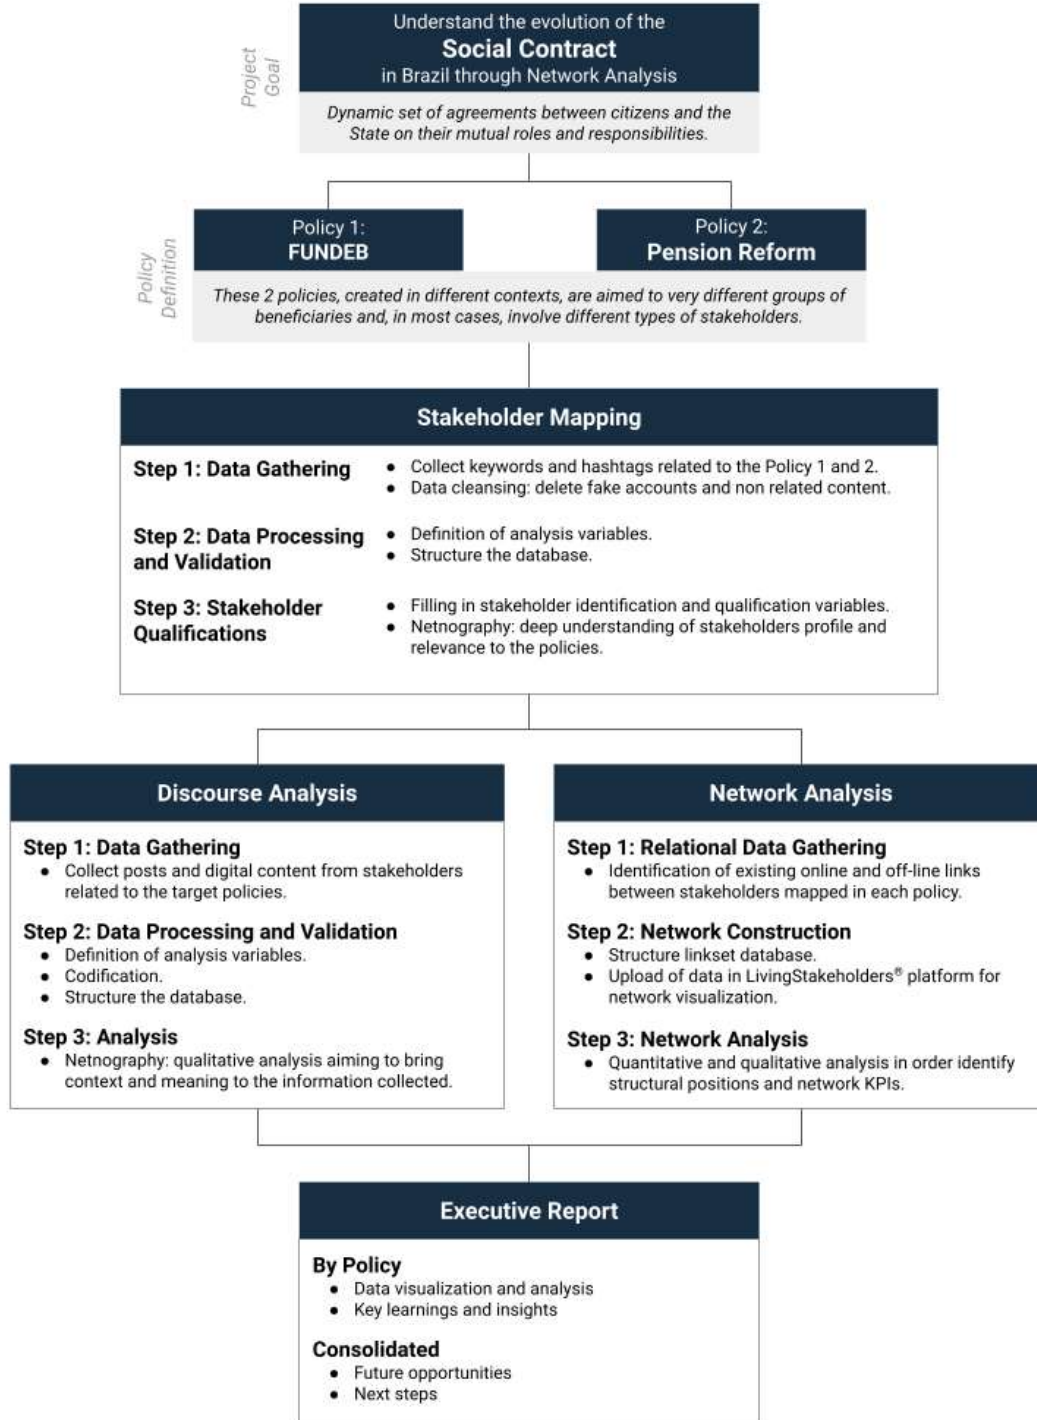 Understand the evolution of the
Social Contract
in Brazil through Network Analysis
Project
Goal
Dynamic set of agreements between citizens and the
State on their mutual roles and responsibilities.
Policy 1:
FUNDEB
Policy 2:
Pension Reform
Policy
Definition
These 2 policies, created in different contexts, are aimed to very different groups of
beneficiaries and, in most cases, involve different types of stakeholders.
Stakeholder Mapping
Step 1: Data Gathering
● Collect keywords and hashtags related to the Policy 1 and 2.
● Data cleansing: delete fake accounts and non related content.
Step 2: Data Processing
and Validation
● Definition of analysis variables.
● Structure the database.
Step 3: Stakeholder
Qualifications
● Filling in stakeholder identification and qualification variables.
● Netnography: deep understanding of stakeholders profile and
relevance to the policies.
Discourse Analysis
Step 1: Data Gathering
● Collect posts and digital content from stakeholders
related to the target policies.
Step 2: Data Processing and Validation
● Definition of analysis variables.
● Codification.
● Structure the database.
Step 3: Analysis
● Netnography: qualitative analysis aiming to bring
context and meaning to the information collected.
Network Analysis
Step 1: Relational Data Gathering
● Identification of existing online and off-line links
between stakeholders mapped in each policy.
Step 2: Network Construction
● Structure linkset database.
● Upload of data in LivingStakeholders® platform for
network visualization.
Step 3: Network Analysis
● Quantitative and qualitative analysis in order identify
structural positions and network KPIs.
Executive Report
By Policy
● Data visualization and analysis
● Key learnings and insights
Consolidated
● Future opportunities
● Next steps